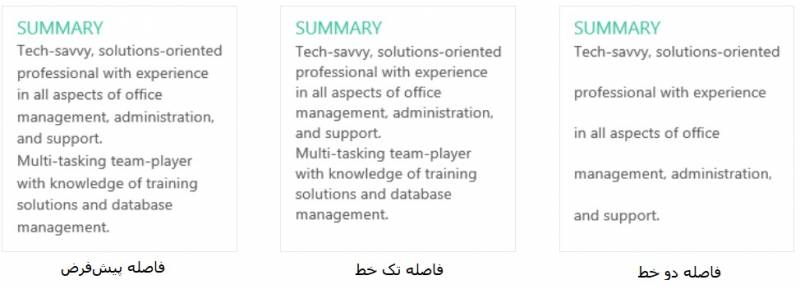 SUMMARY
Tech-savvy, solutions-oriented
professional with experience
in all aspects of office
management, administration,
and support.
Multi-tasking team-player
with knowledge of training
solutions and database
management.
فاصله پیش‌فرض
SUMMARY
Tech-savvy, solutions-oriented
professional with experience
in all aspects of office
management, administration,
and support.
Multi-tasking team-player
with knowledge of training
solutions and database
management.
فاصله تک خط
SUMMARY
Tech-savvy, solutions-oriented
professional with experience
in all aspects of office
management, administration,
and support.
فاصله دو خط